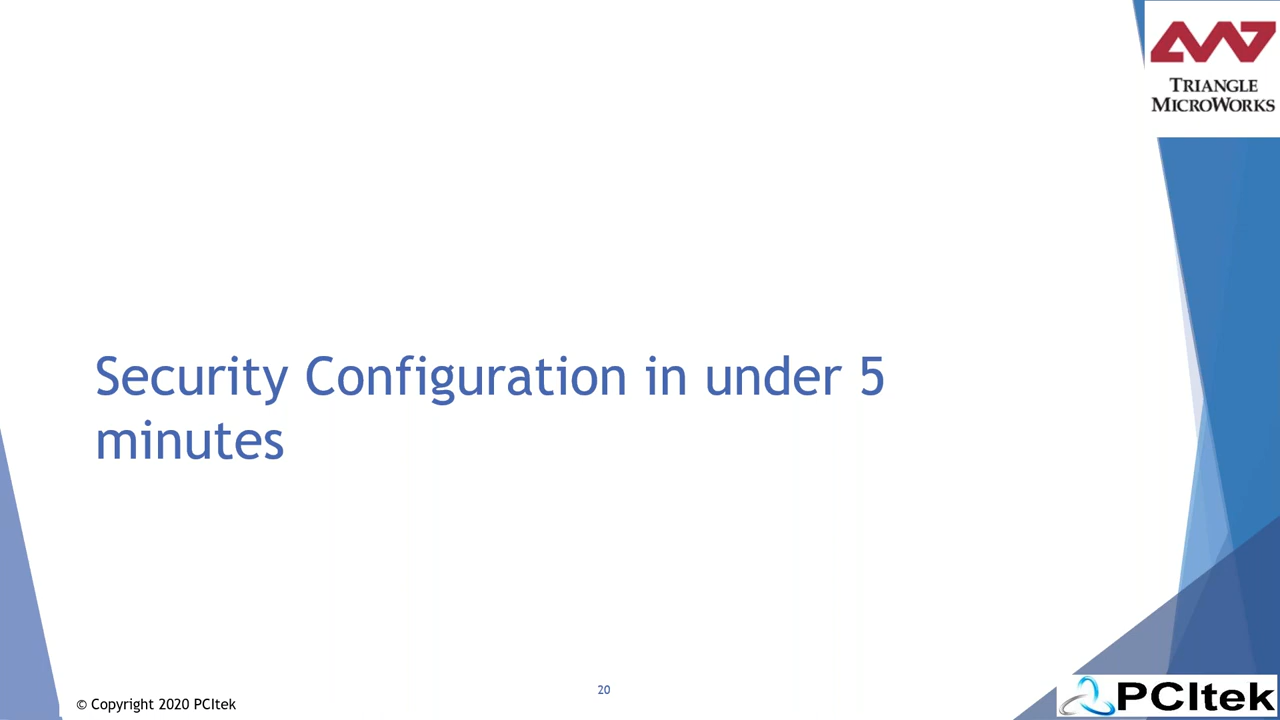 TRIANGLE
MICROWORKS
Security Configuration in under 5
minutes
20
© Copyright 2020 PCItek
PCItek